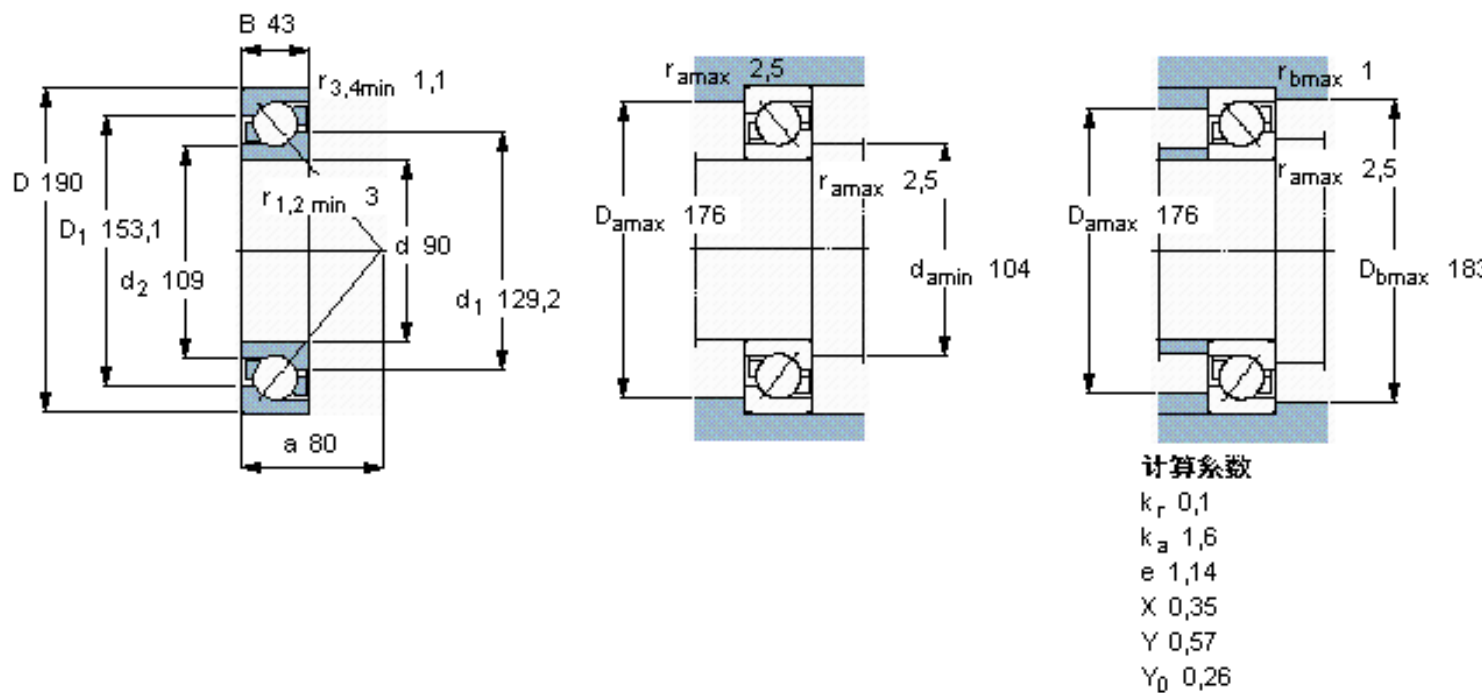 B 43
r3,4min 1,1
D 190
D1 153,1
d2 109
r1,2 min 3
d 90
d1 129,2
a 80
ramax 2,5
ramax 2,5
Damax 176
damin 104
rbmax 1
ramax 2,5
Damax 176
Dbmax 183
计算系数
kr 0,1
ka 1,6
e 1,14
X 0,35
Y 0,57
Y0 0,26